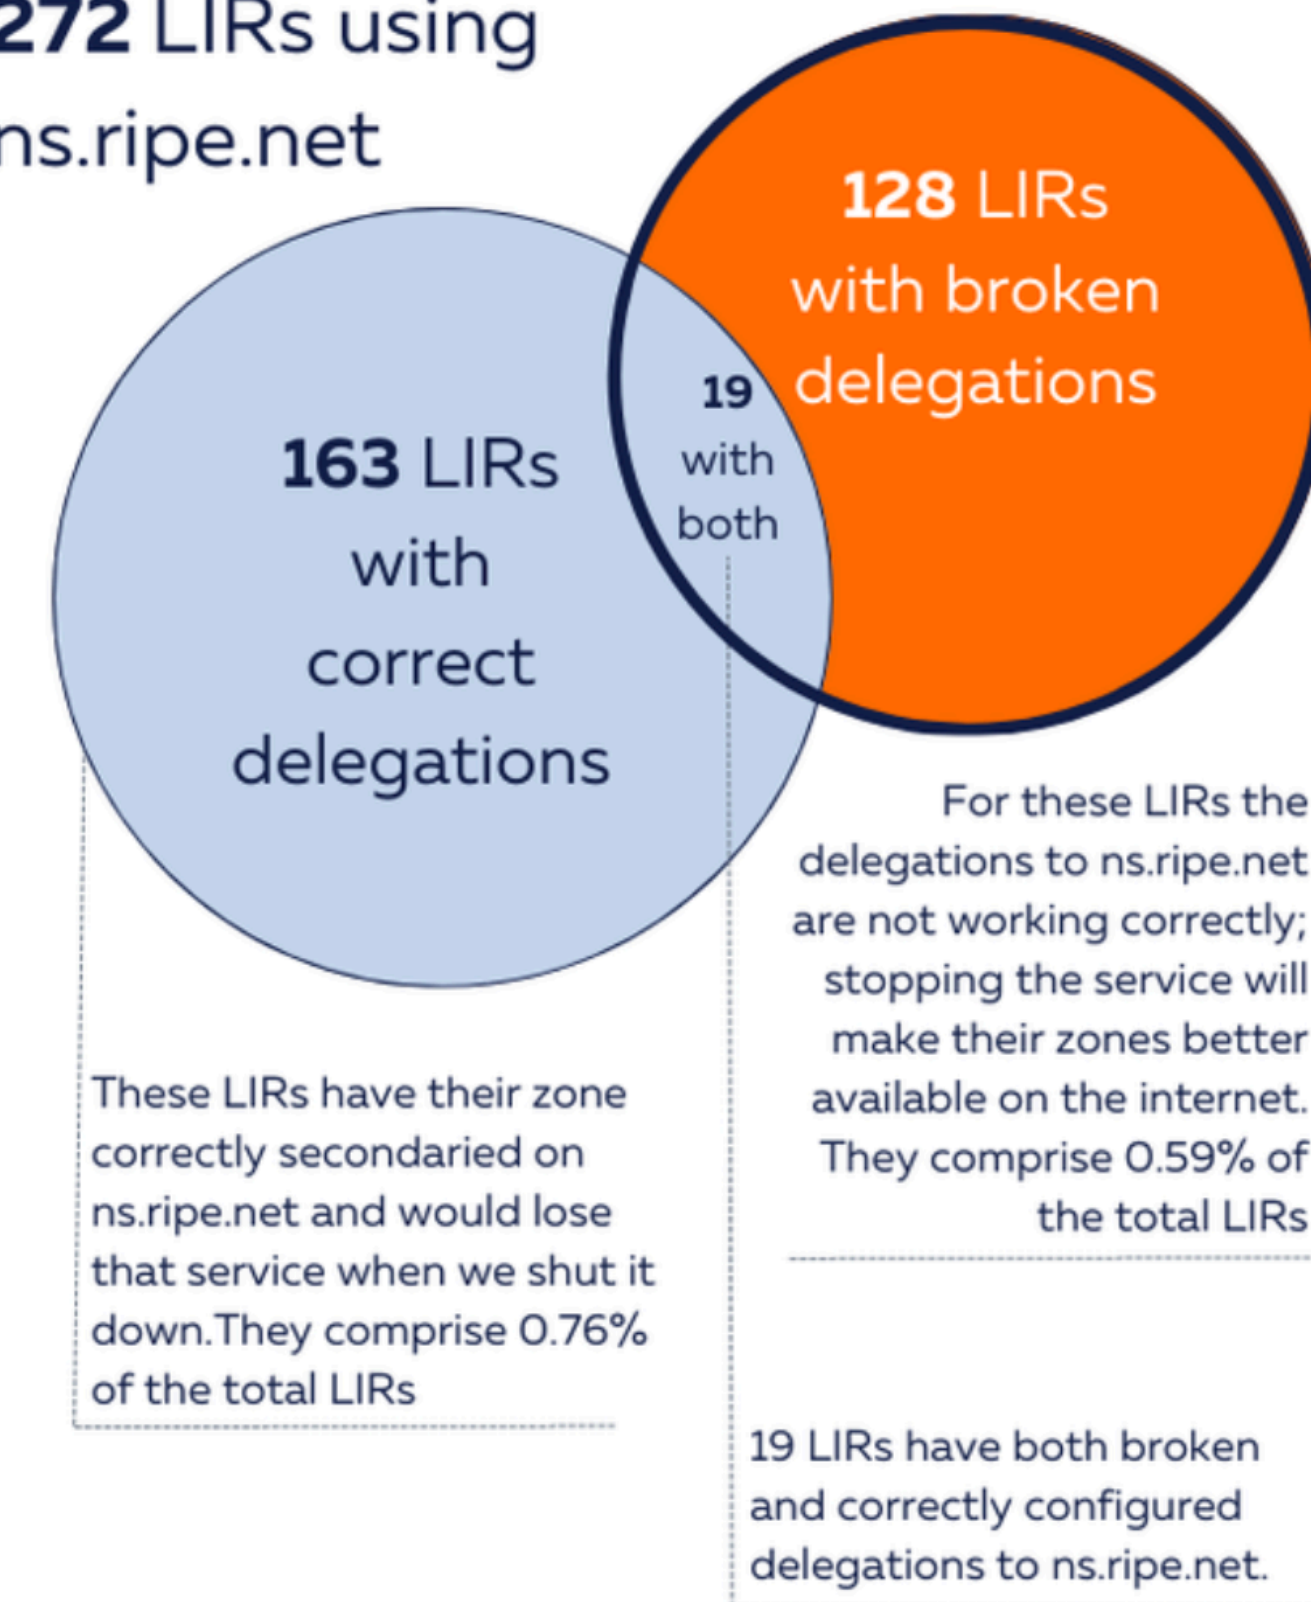 272 LIRs using
ns.ripe.net
128 LIRs
with broken
delegations
19
with
both
163 LIRs
with
correct
delegations
For these LIRs the
delegations to ns.ripe.net
are not working correctly;
stopping the service will
make their zones better
available on the internet.
They comprise 0.59% of
the total LIRs
These LIRs have their zone
correctly secondaried on
ns.ripe.net and would lose
that service when we shut it
down.They comprise 0.76%
of the total LIRs
19 LIRs have both broken
and correctly configured
delegations to ns.ripe.net.